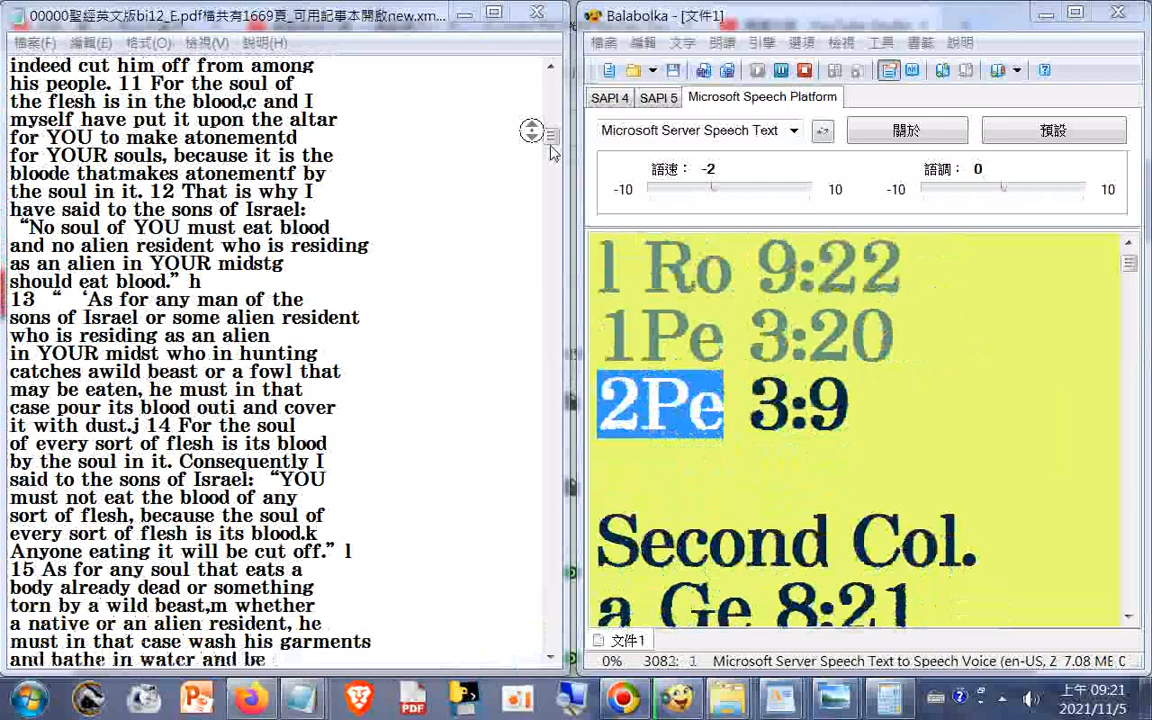 00000聖經英文版bi12_E.pdf檔共有1669頁_可用記事本開啟new.xm...
檔案(F) 編輯(E) 格式(O) 檢視(V) 說明(H)
indeed cut him off from among
his people. 11 For the soul of
the flesh is in the blood,c and I
myself have put it upon the altar
for YOU to make atonementd
for YOUR souls, because it is the
bloode thatmakes atonementf by
the soul in it. 12 That is why I
have said to the sons of Israel:
“No soul of YOU must eat blood
and no alien resident who is residing
as an alien in YOUR midstg
should eat blood.” h
13 “ ‘As for any man of the
sons of Israel or some alien resident
who is residing as an alien
in YOUR midst who in hunting
catches awild beast or a fowl that
may be eaten, he must in that
case pour its blood outi and cover
it with dust.j 14 For the soul
of every sort of flesh is its blood
by the soul in it. Consequently I
said to the sons of Israel: “YOU
must not eat the blood of any
sort of flesh, because the soul of
every sort of flesh is its blood.k
Anyone eating it will be cut off.” l
15 As for any soul that eats a
body already dead or something
torn by a wild beast,m whether
a native or an alien resident, he
must in that case wash his garments
and bathe in water and be
Balabolka - [文件1]
檔案 編輯 文字 朗讀 引擎 選項 檢視 工具 書籤 說明
SAPI 4 SAPI 5 Microsoft Speech Platform
Microsoft Server Speech Text 關於 預設
語速： -2 語調： 0
-10 10 -10 10
l Ro 9:22
1Pe 3:20
2Pe 3:9
Second Col.
a Ge 8:21
文件1
0% 3082: 1 Microsoft Server Speech Text to Speech Voice (en-US, Z 7.08 ME
PDF
上午 09:21
2021/11/5